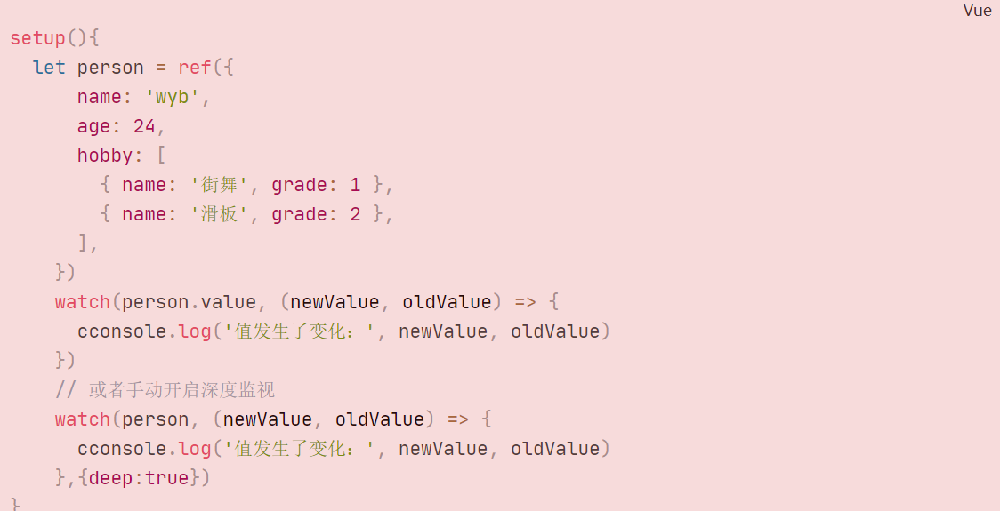 Vue
setup(){
  let person = ref({
      name: 'wyb',
      age: 24,
      hobby: [
        { name: '街舞', grade: 1 },
        { name: '滑板', grade: 2 },
      ],
    })
    watch(person.value, (newValue, oldValue) => {
      cconsole.log('值发生了变化：', newValue, oldValue)
    })
    // 或者手动开启深度监视
    watch(person, (newValue, oldValue) => {
      cconsole.log('值发生了变化：', newValue, oldValue)
    },{deep:true})
}